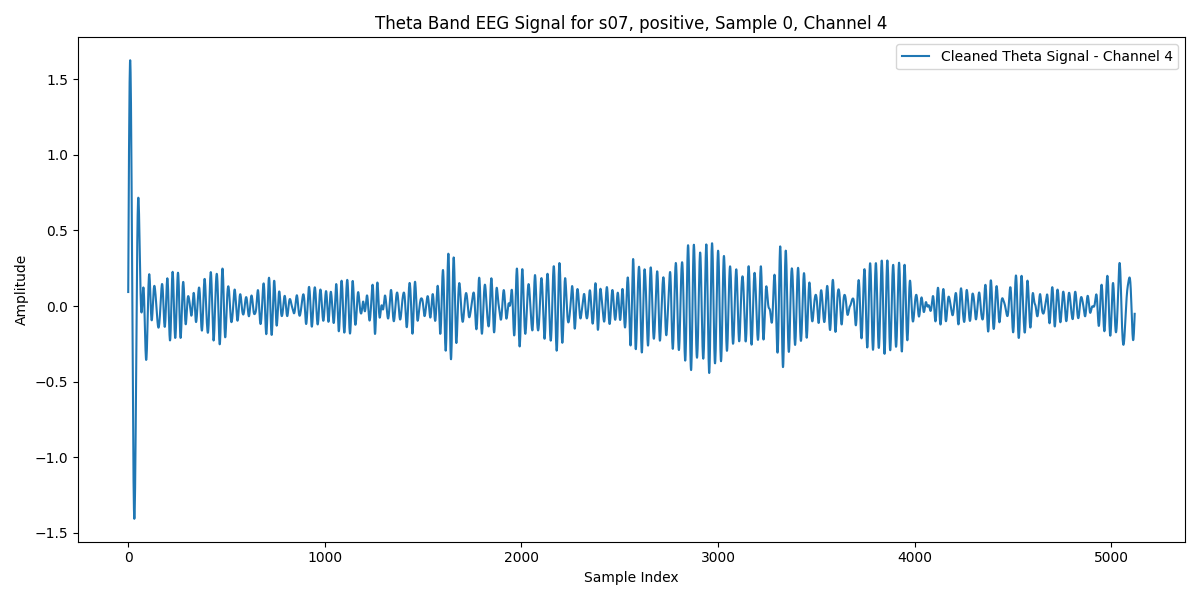 Theta Band EEG Signal for s07, positive, Sample 0, Channel 4
Cleaned Theta Signal - Channel 4
Amplitude
1.5
1.0
0.5
0.0
−0.5
−1.0
−1.5
0 1000 2000 3000 4000 5000
Sample Index